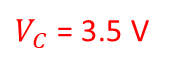 V_C = 3.5 V